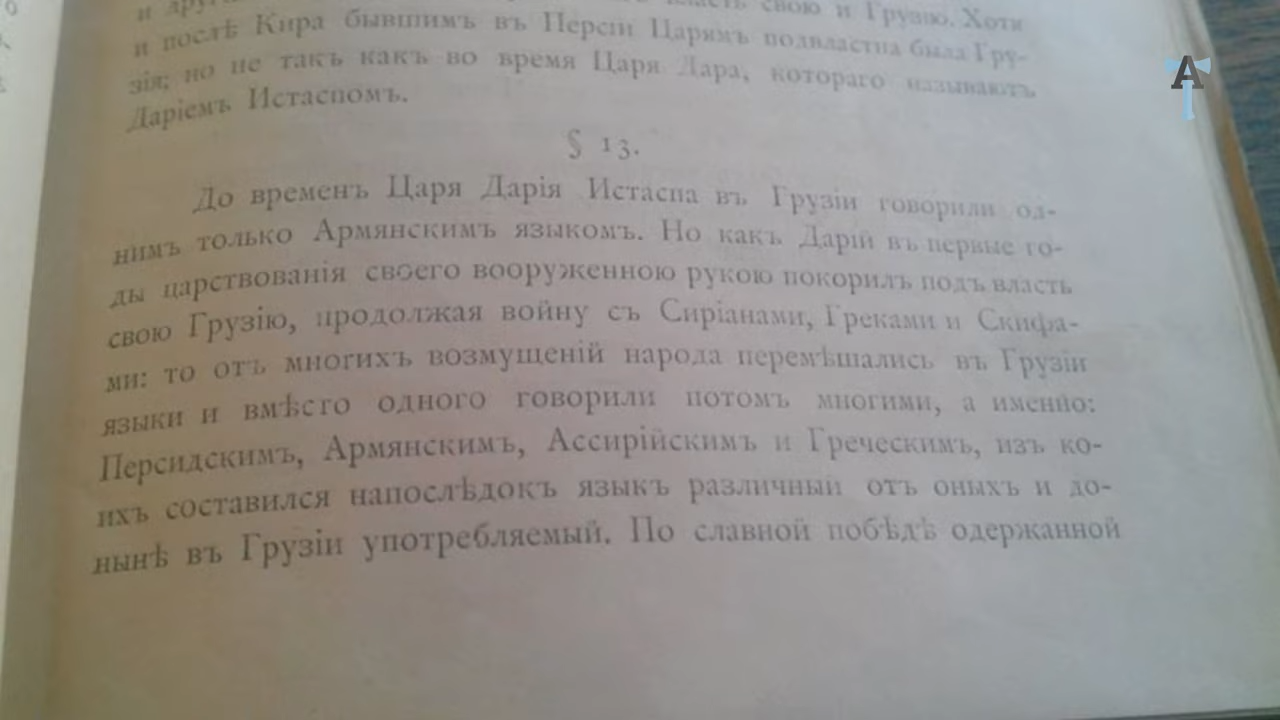 власть свою и Грузію. Хотя
и послѣ Кира бывшимъ въ Персіи Царямъ подвластна была Гру-
зія; но не такъ какъ во время Царя Дара, котораго называютъ
Даріемъ Истаспомъ.
§ 13.
До временъ Царя Дарія Истаспа въ Грузіи говорили од-
нимъ только Армянскимъ языкомъ. Но какъ Дарій въ первые го-
ды царствованія своего вооруженною рукою покорилъ подъ власть
свою Грузію, продолжая войну съ Сиріанами, Греками и Скифа-
ми: то отъ многихъ возмущеній народа перемѣшались въ Грузіи
языки и вмѣсто одного говорили потомъ многими, а именно:
Персидскимъ, Армянскимъ, Ассирійскимъ и Греческимъ, изъ ко-
ихъ составился напослѣдокъ языкъ различный отъ оныхъ и до-
нынѣ въ Грузіи употребляемый. По славной побѣдѣ одержанной